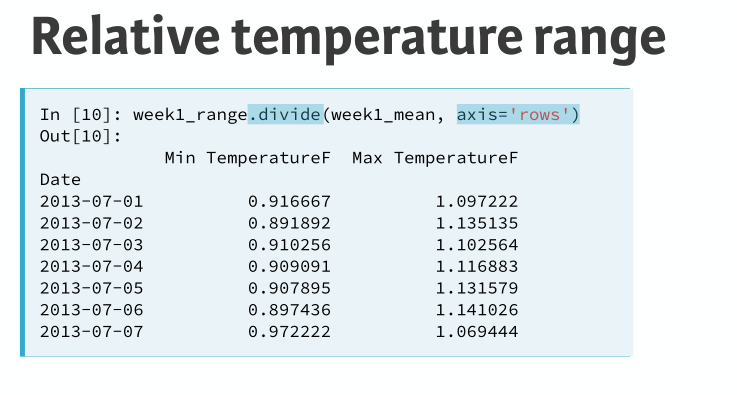 Relative temperature range
In [10]: week1_range.divide(week1_mean, axis='rows')
Out[10]:
Min TemperatureF  Max TemperatureF
Date
2013-07-01          0.916667          1.097222
2013-07-02          0.891892          1.135135
2013-07-03          0.910256          1.102564
2013-07-04          0.909091          1.116883
2013-07-05          0.907895          1.131579
2013-07-06          0.897436          1.141026
2013-07-07          0.972222          1.069444